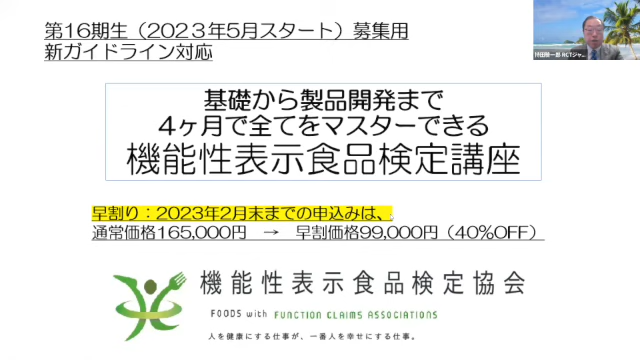 第16期生（2023年5月スタート）募集用
新ガイドライン対応
基礎から製品開発まで
4ヶ月で全てをマスターできる
機能性表示食品検定講座
早割り：2023年2月末までの申込みは、
通常価格165,000円　→　早割価格99,000円（40%OFF）
機能性表示食品検定協会
FOODS with FUNCTION CLAIMS ASSOCIATIONS
人を健康にする仕事が、一番人を幸せにする仕事。